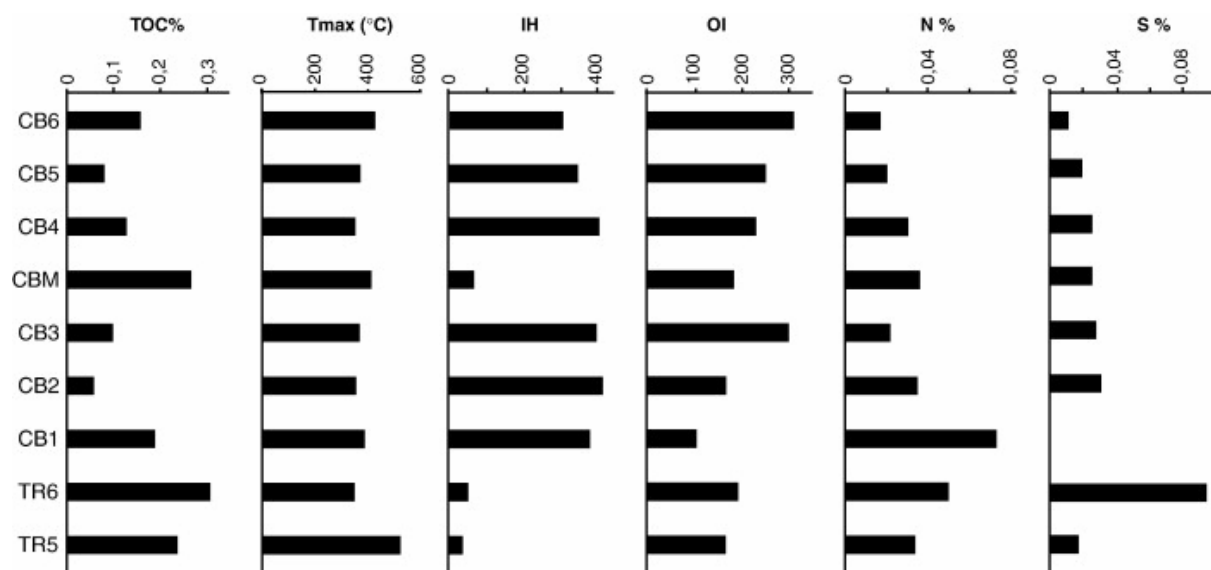 TOC% Tmax (°C) IH OI N % S %
0 0,1 0,2 0,3 0 200 400 600 0 200 400 0 100 200 300 0 0,04 0,08 0 0,04 0,08
CB6
CB5
CB4
CBM
CB3
CB2
CB1
TR6
TR5